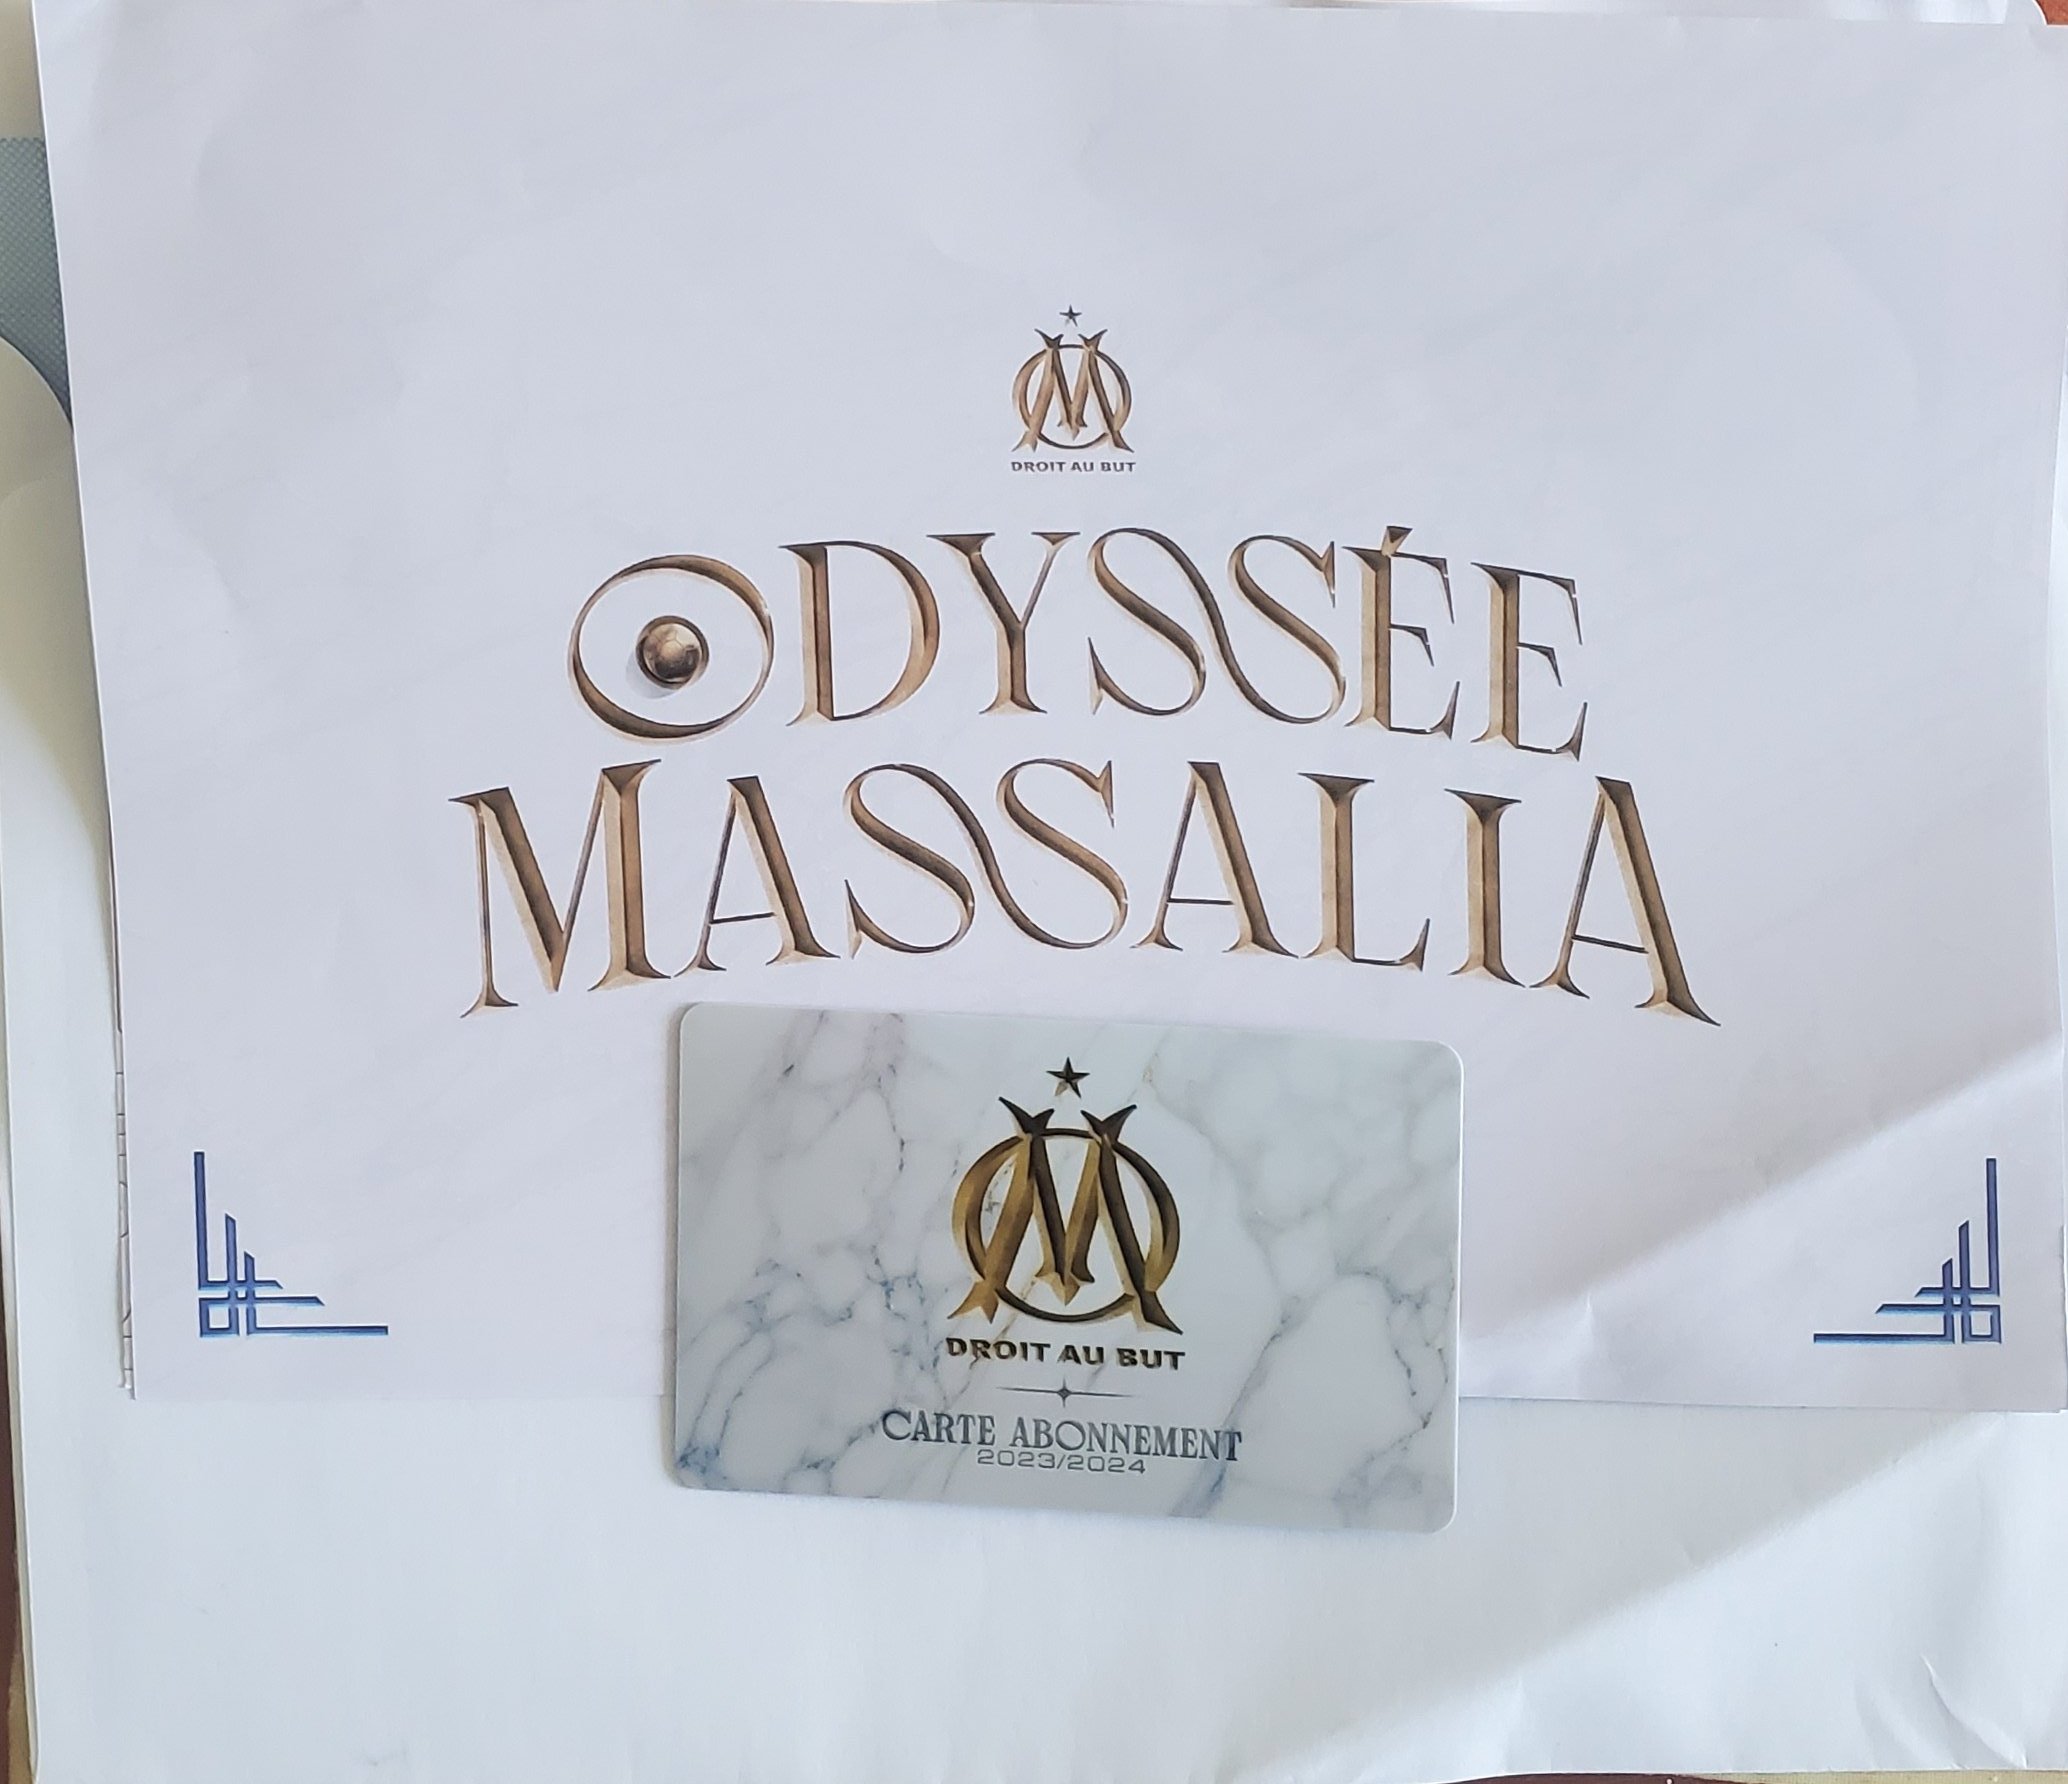 DROIT AU BUT
ODYSSÉE
MASSALIA
DROIT AU BUT
CARTE ABONNEMENT
2023/2024